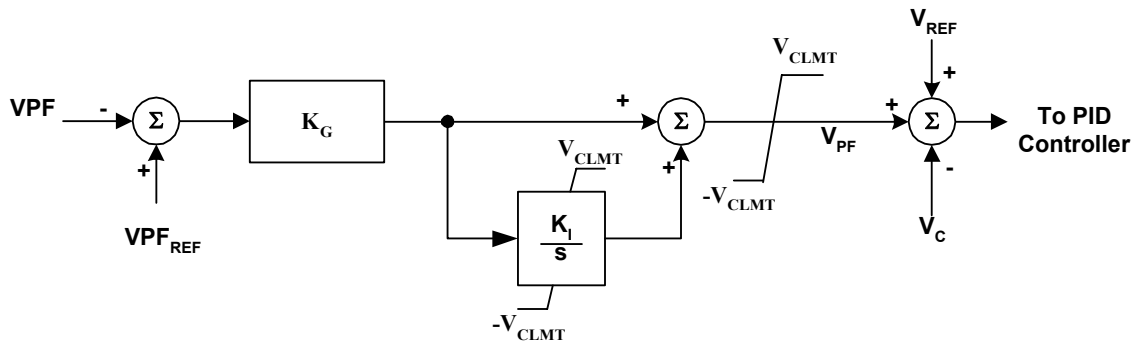 V_REF
V_CLMT
+
VPF
-
Σ
K_G
+
Σ
+
Σ
To PID
Controller
+
V_CLMT
+
V_PF
-
-V_CLMT
VPF_REF
K_I
s
V_C
-V_CLMT